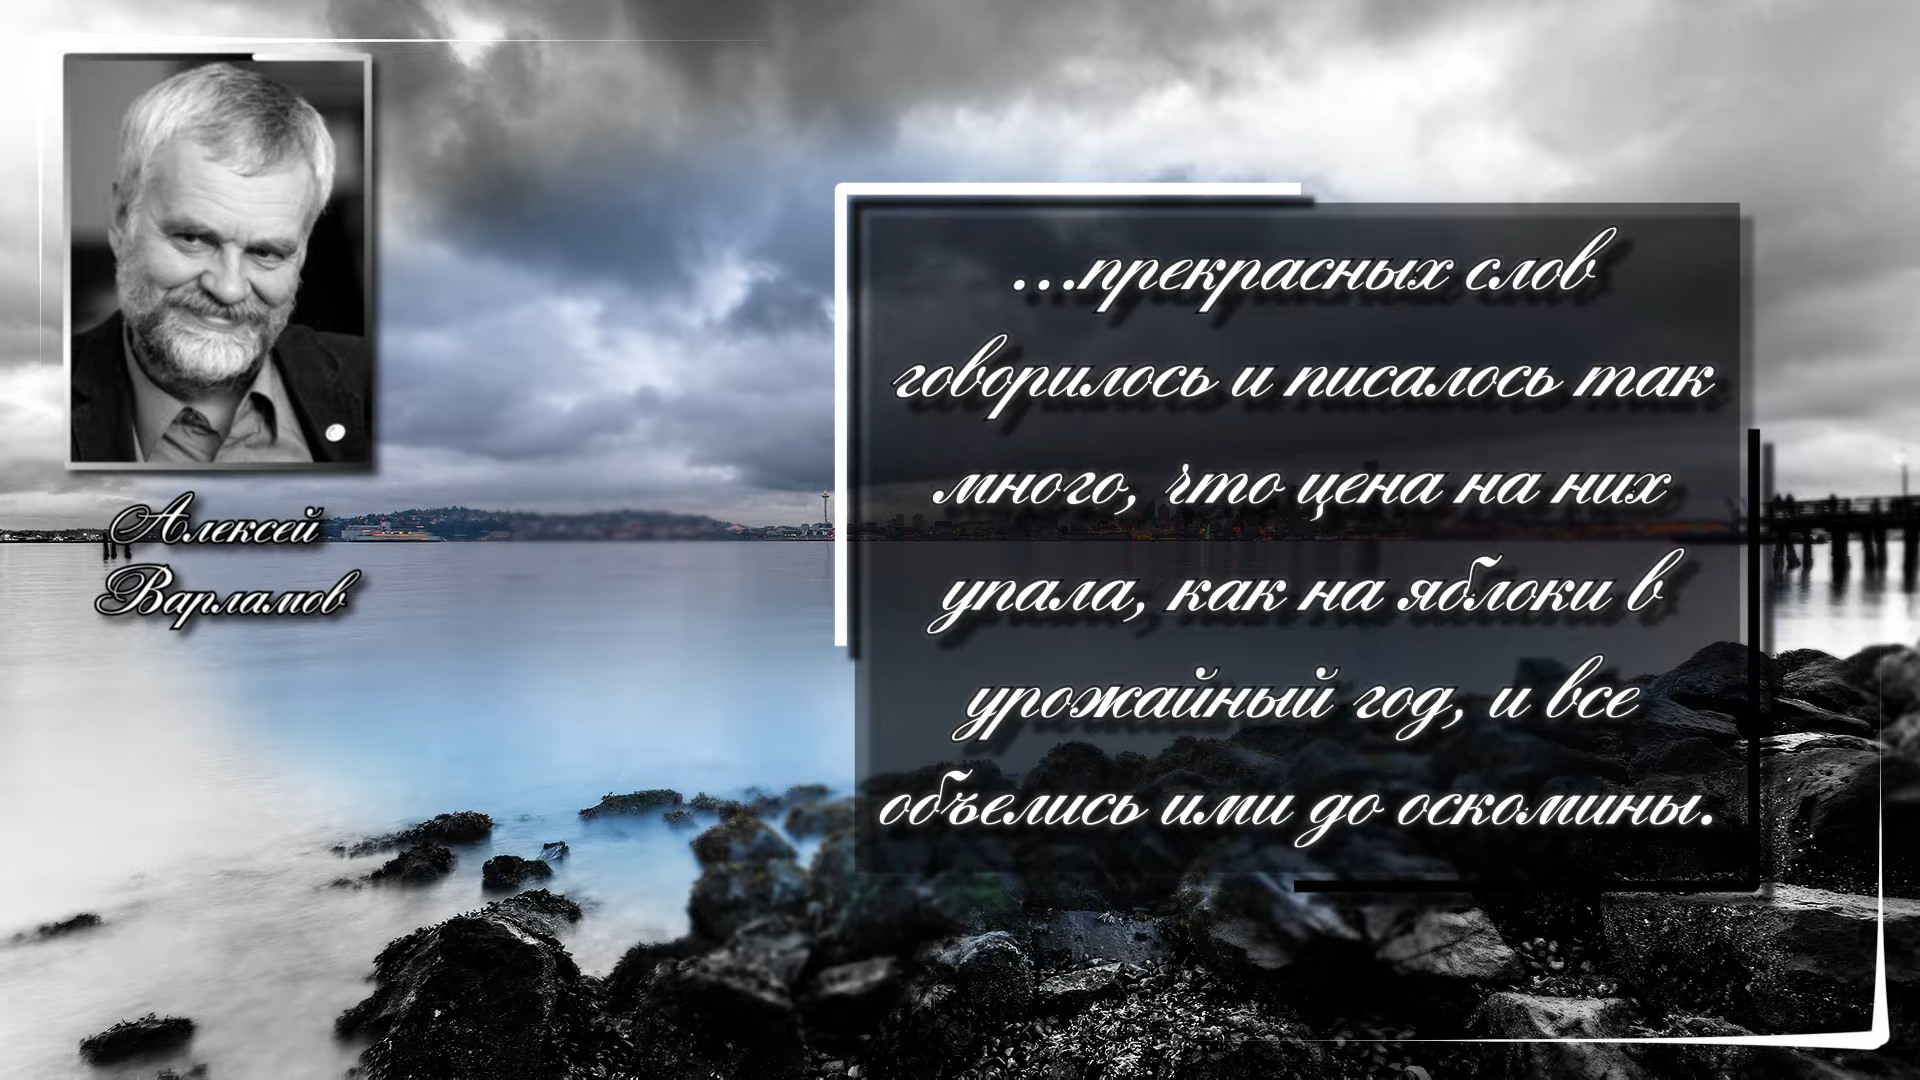 Алексей
Варламов
...прекрасных слов
говорилось и писалось так
много, что цена на них
упала, как на яблоки в
урожайный год, и все
объелись ими до оскомины.